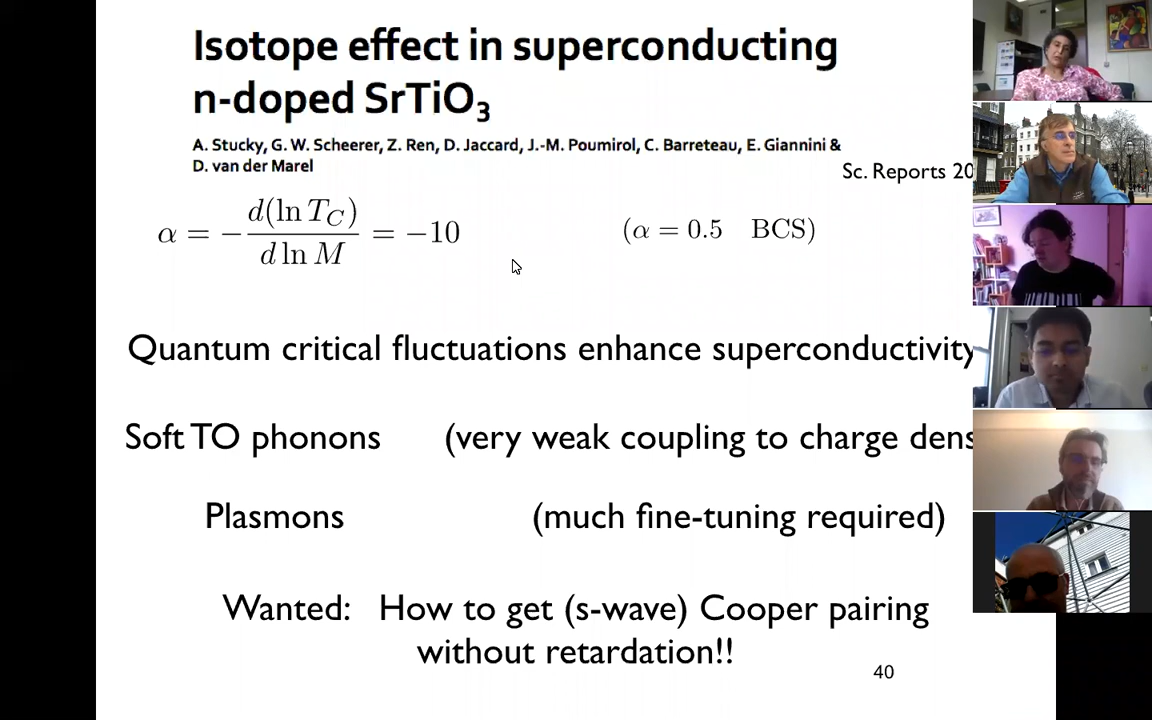 Isotope effect in superconducting
n-doped SrTiO₃
A. Stucky, G. W. Scheerer, Z. Ren, D. Jaccard, J.-M. Poumirol, C. Barreteau, E. Giannini &
D. van der Marel
Sc. Reports 20
α = − d(ln T_C) / d ln M = −10
(α = 0.5 BCS)
Quantum critical fluctuations enhance superconductivity
Soft TO phonons (very weak coupling to charge dens
Plasmons (much fine-tuning required)
Wanted: How to get (s-wave) Cooper pairing
without retardation!!
40